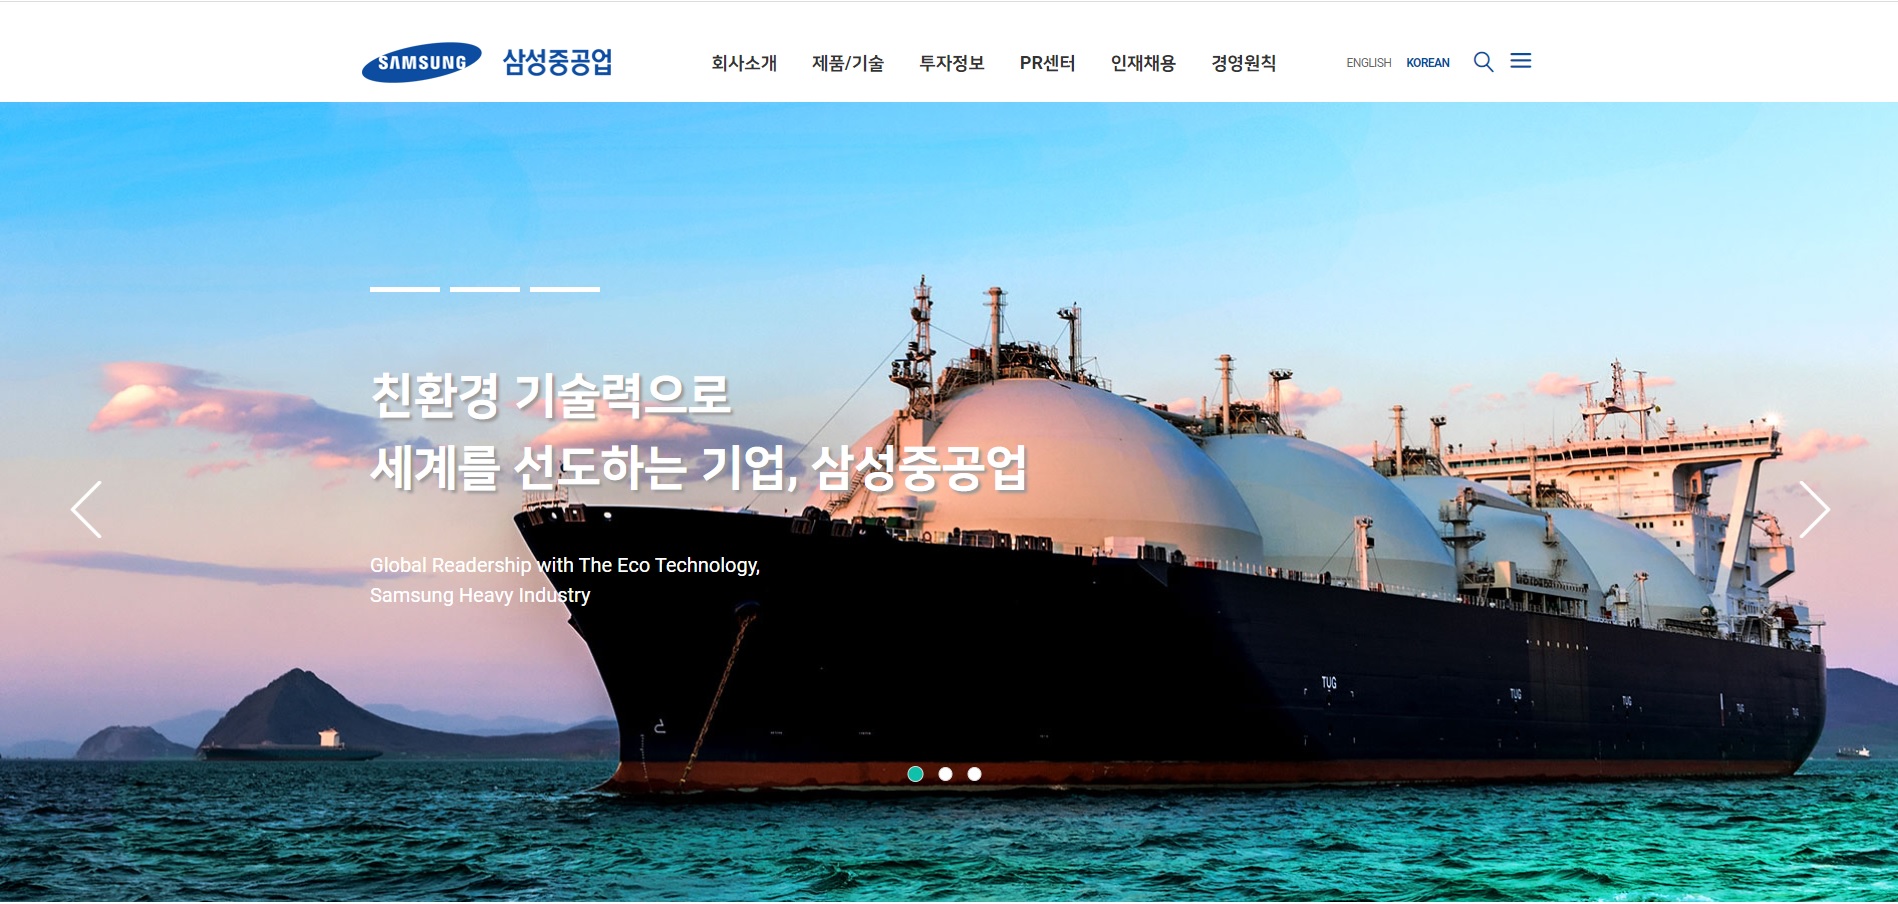 SAMSUNG 삼성중공업
회사소개 제품/기술 투자정보 PR센터 인재채용 경영원칙
ENGLISH KOREAN
친환경 기술력으로
세계를 선도하는 기업, 삼성중공업
Global Readership with The Eco Technology,
Samsung Heavy Industry
TUG
TUG
TUG
TUG
TUG